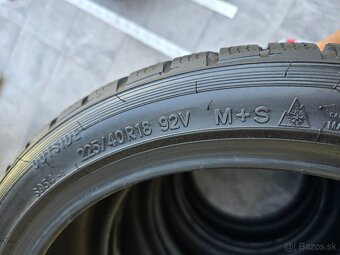 OUTSIDE 225/40R18 92V M+S
Bazos.sk